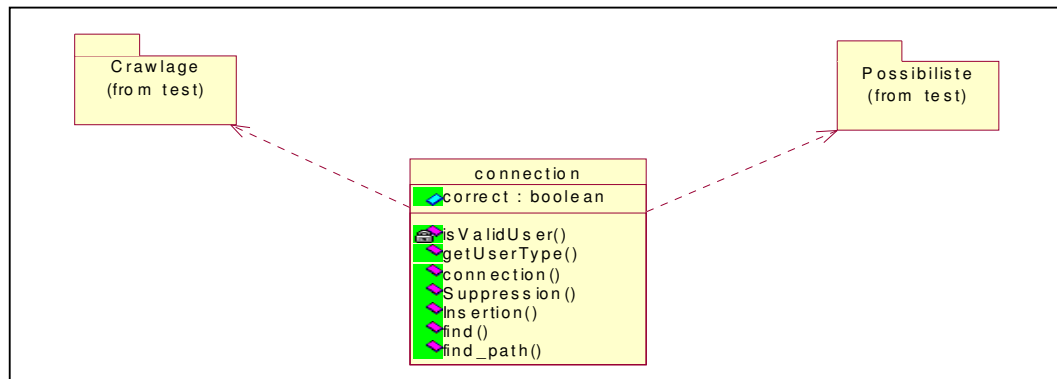 Crawlage
(from test)
Possibiliste
(from test)
connection
correct : boolean
isValidUser()
getUserType()
connection()
Suppression()
Insertion()
find()
find_path()